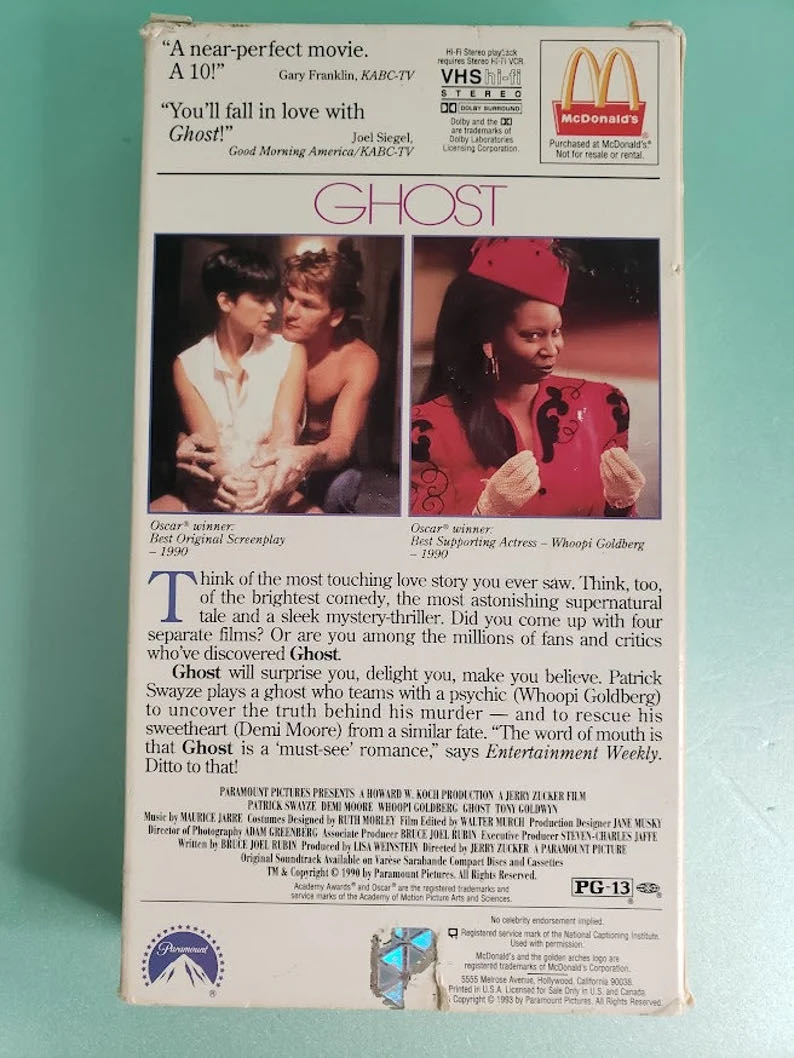 "A near-perfect movie.
A 10!"
Gary Franklin, KABC-TV
"You'll fall in love with
Ghost!"
Joel Siegel,
Good Morning America/KABC-TV
Hi-Fi Stereo playback
requires Stereo Hi-Fi VCR
VHS hi-fi
STEREO
DOLBY SURROUND
Dolby and the
are trademarks of
Dolby Laboratories
Licensing Corporation.
McDonald's ®
Purchased at McDonald's.®
Not for resale or rental.
GHOST
Oscar® winner:
Best Original Screenplay
– 1990
Oscar® winner:
Best Supporting Actress – Whoopi Goldberg
– 1990
Think of the most touching love story you ever saw. Think, too,
of the brightest comedy, the most astonishing supernatural
tale and a sleek mystery-thriller. Did you come up with four
separate films? Or are you among the millions of fans and critics
who've discovered Ghost.
Ghost will surprise you, delight you, make you believe. Patrick
Swayze plays a ghost who teams with a psychic (Whoopi Goldberg)
to uncover the truth behind his murder — and to rescue his
sweetheart (Demi Moore) from a similar fate. "The word of mouth is
that Ghost is a 'must-see' romance," says Entertainment Weekly.
Ditto to that!
PARAMOUNT PICTURES PRESENTS A HOWARD W. KOCH PRODUCTION A JERRY ZUCKER FILM
PATRICK SWAYZE DEMI MOORE WHOOPI GOLDBERG GHOST TONY GOLDWYN
Music by MAURICE JARRE Costumes Designed by RUTH MORLEY Film Edited by WALTER MURCH Production Designer JANE MUSKY
Director of Photography ADAM GREENBERG Associate Producer BRUCE JOEL RUBIN Executive Producer STEVEN-CHARLES JAFFE
Written by BRUCE JOEL RUBIN Produced by LISA WEINSTEIN Directed by JERRY ZUCKER A PARAMOUNT PICTURE
Original Soundtrack Available on Varèse Sarabande Compact Discs and Cassettes
TM & Copyright © 1990 by Paramount Pictures. All Rights Reserved.
Academy Awards® and Oscar® are the registered trademarks and
service marks of the Academy of Motion Picture Arts and Sciences.
PG-13 ®
Paramount ®
No celebrity endorsement implied.
Registered service mark of the National Captioning Institute.
Used with permission.
McDonald's and the golden arches logo are
registered trademarks of McDonald's Corporation.
5555 Melrose Avenue, Hollywood, California 90038.
Printed in U.S.A. Licensed for Sale Only in U.S. and Canada.
Copyright © 1993 by Paramount Pictures. All Rights Reserved.